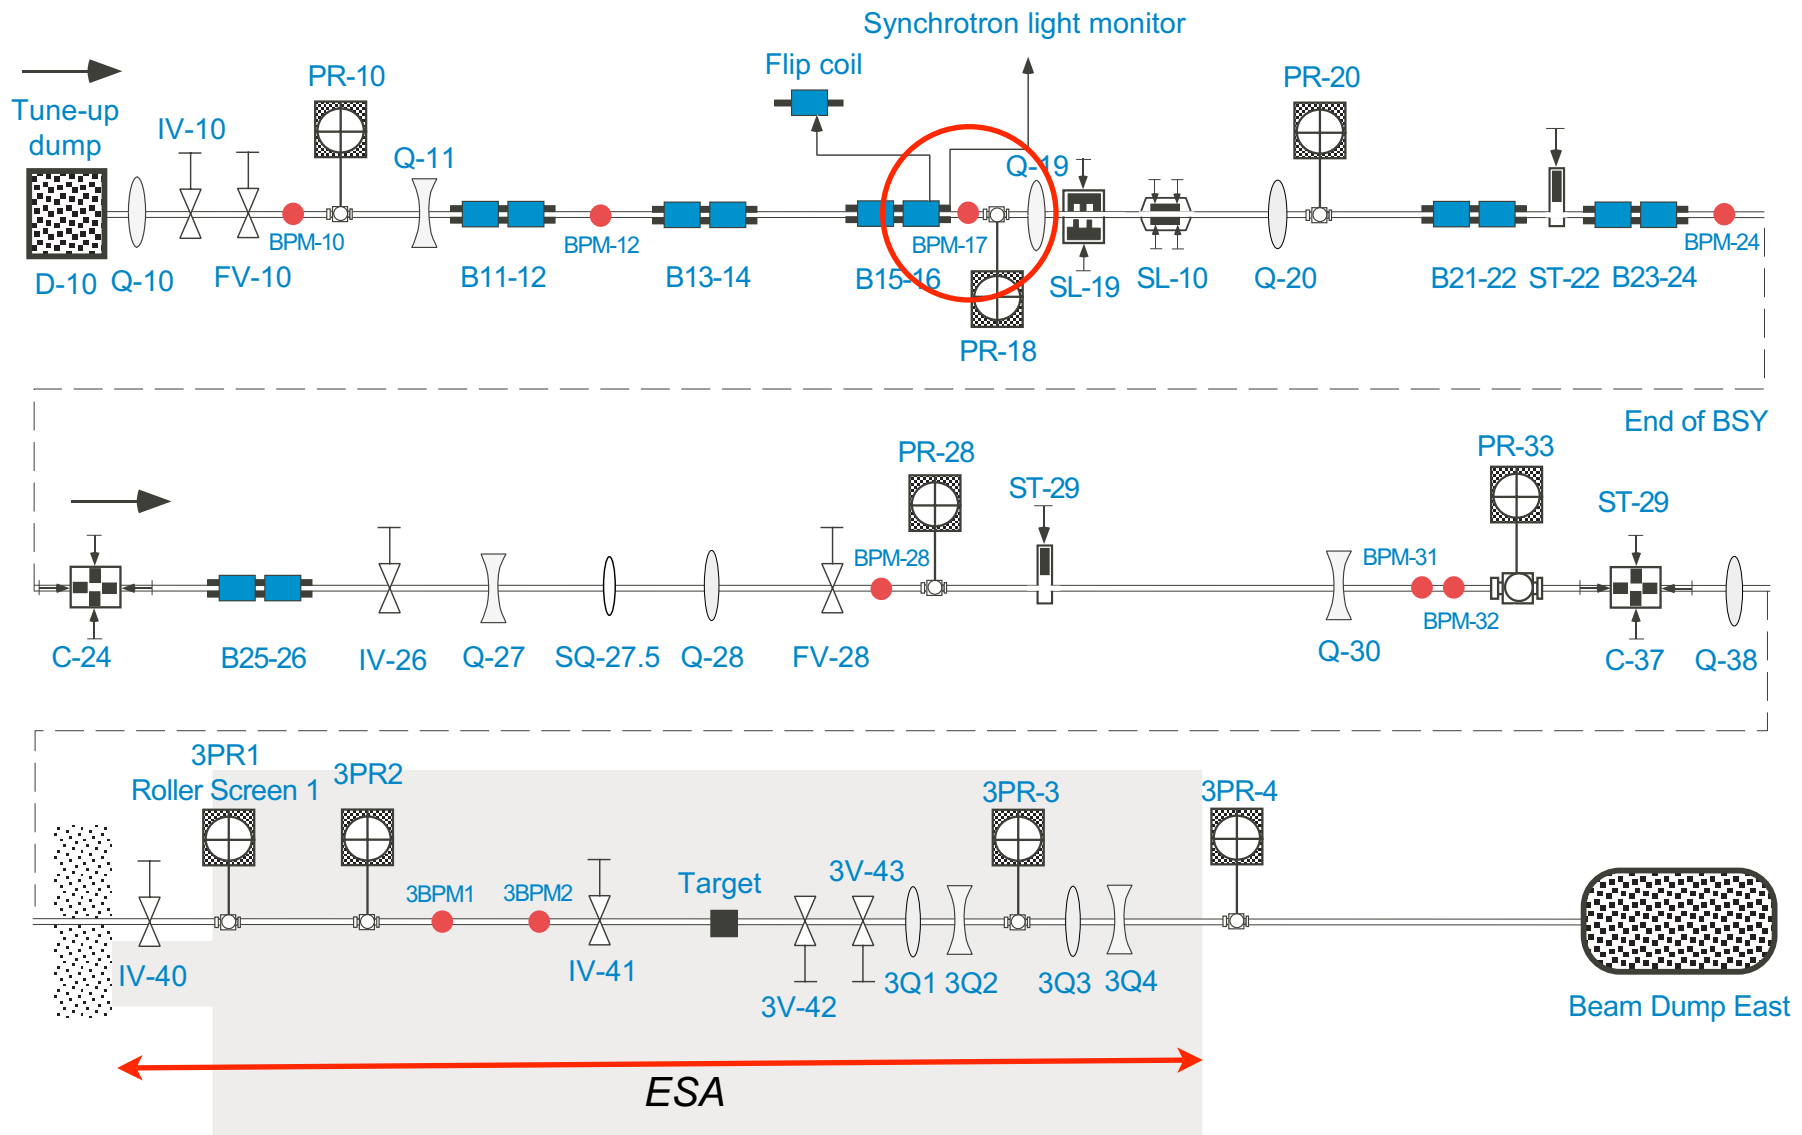 Synchrotron light monitor
Flip coil
PR-10
PR-20
Tune-up
dump
IV-10
Q-11
Q-19
BPM-10
BPM-12
BPM-17
BPM-24
D-10
Q-10
FV-10
B11-12
B13-14
B15-16
SL-19
SL-10
Q-20
B21-22
ST-22
B23-24
PR-18
End of BSY
PR-28
ST-29
PR-33
ST-29
BPM-28
BPM-31
BPM-32
C-24
B25-26
IV-26
Q-27
SQ-27.5
Q-28
FV-28
Q-30
C-37
Q-38
3PR1
Roller Screen 1
3PR2
3PR-3
3PR-4
3BPM1
3BPM2
Target
3V-43
IV-40
IV-41
3V-42
3Q1
3Q2
3Q3
3Q4
Beam Dump East
ESA